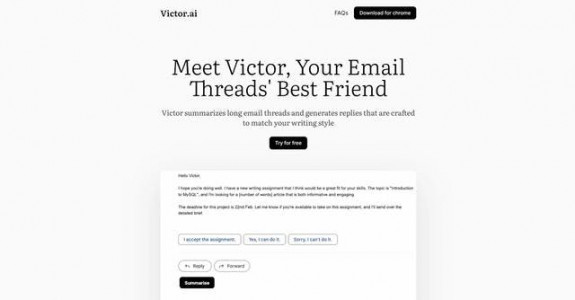 Victor.ai
FAQs
Download for chrome
Meet Victor, Your Email
Threads' Best Friend
Victor summarizes long email threads and generates replies that are crafted
to match your writing style
Try for free
Hello Victor,
I hope you're doing well. I have a new writing assignment that I think would be a great fit for your skills. The topic is "Introduction
to MySQL", and I'm looking for a [number of words] article that is both informative and engaging
The deadline for this project is 22nd Feb. Let me know if you're available to take on this assignment, and I'll send over the
detailed brief
I accept the assignment.
Yes, I can do it.
Sorry, I can't do it.
Reply
Forward
Summarise